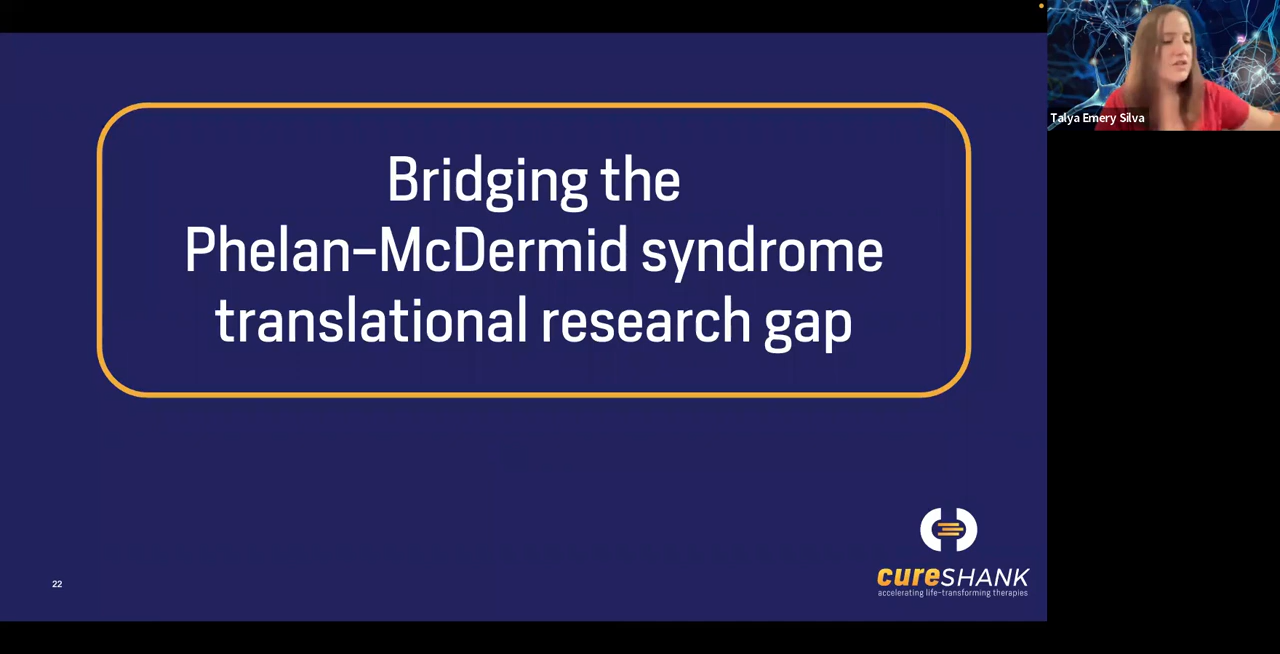 Bridging the
Phelan–McDermid syndrome
translational research gap
Talya Emery Silva
22
cureSHANK
accelerating life-transforming therapies